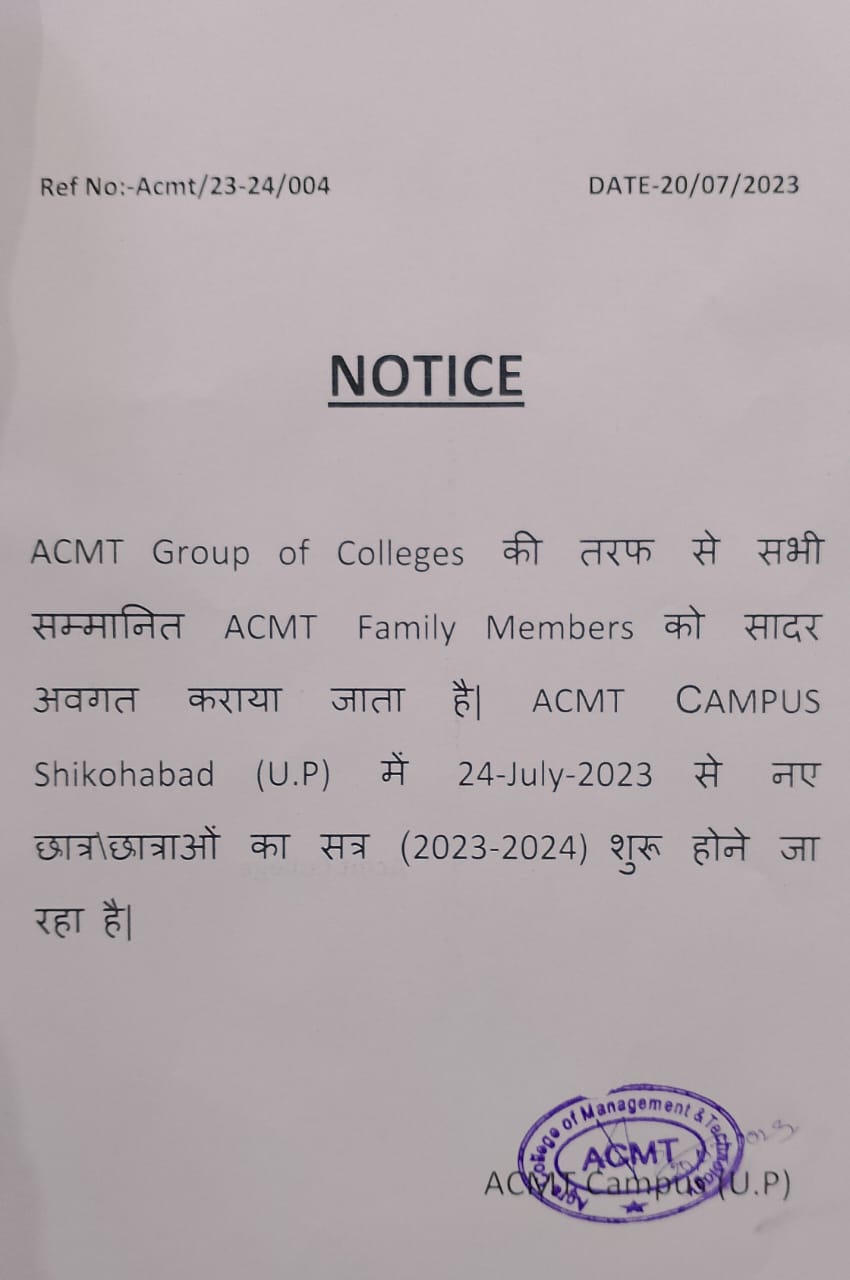 Ref No:-Acmt/23-24/004 DATE-20/07/2023
NOTICE
ACMT Group of Colleges की तरफ से सभी
सम्मानित ACMT Family Members को सादर
अवगत कराया जाता है| ACMT CAMPUS
Shikohabad (U.P) में 24-July-2023 से नए
छात्र\छात्राओं का सत्र (2023-2024) शुरू होने जा
रहा है|
Agra College of Management & Technology
ACMT
ACMT Campus (U.P)